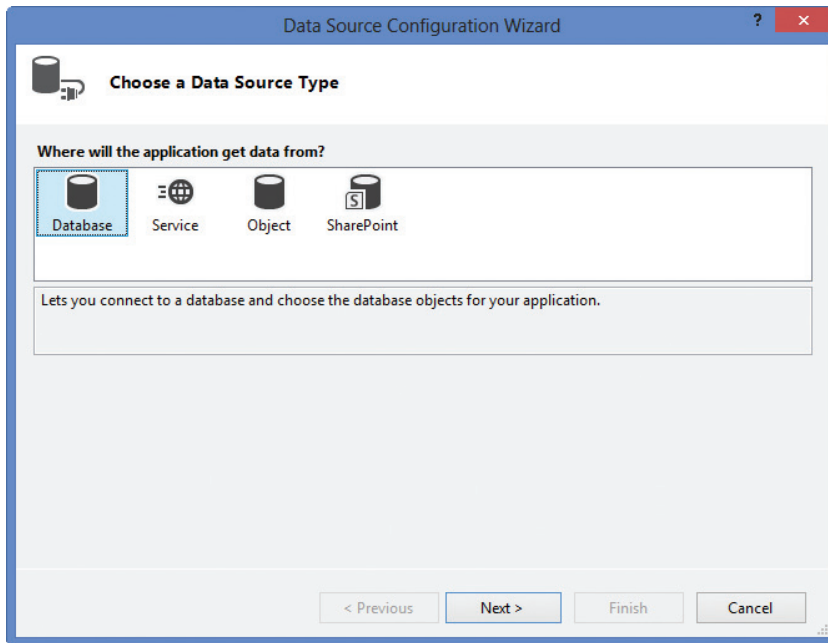 Data Source Configuration Wizard
?
Choose a Data Source Type
Where will the application get data from?
Database Service Object SharePoint
Lets you connect to a database and choose the database objects for your application.
< Previous Next > Finish Cancel